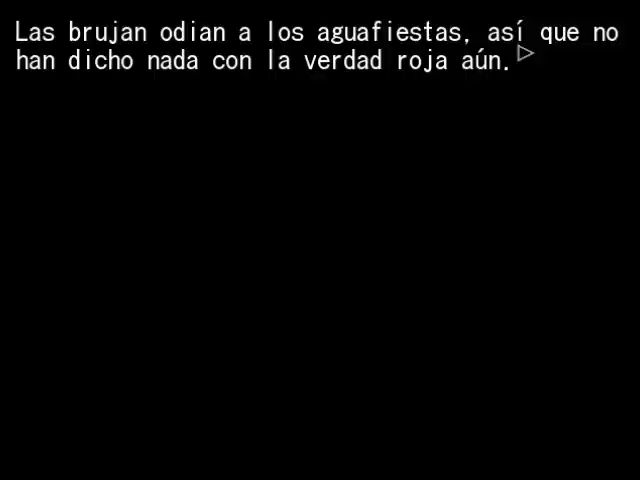 Las brujan odian a los aguafiestas, así que no
han dicho nada con la verdad roja aún.